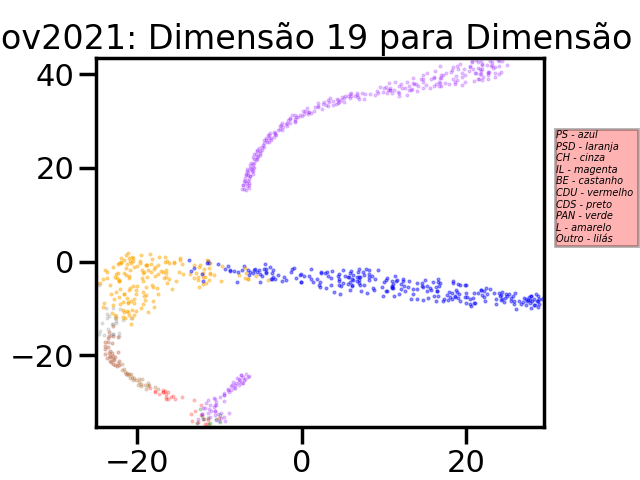 ov2021: Dimensão 19 para Dimensão
40
20
0
−20
−20
0
20
PS - azul
PSD - laranja
CH - cinza
IL - magenta
BE - castanho
CDU - vermelho
CDS - preto
PAN - verde
L - amarelo
Outro - lilás